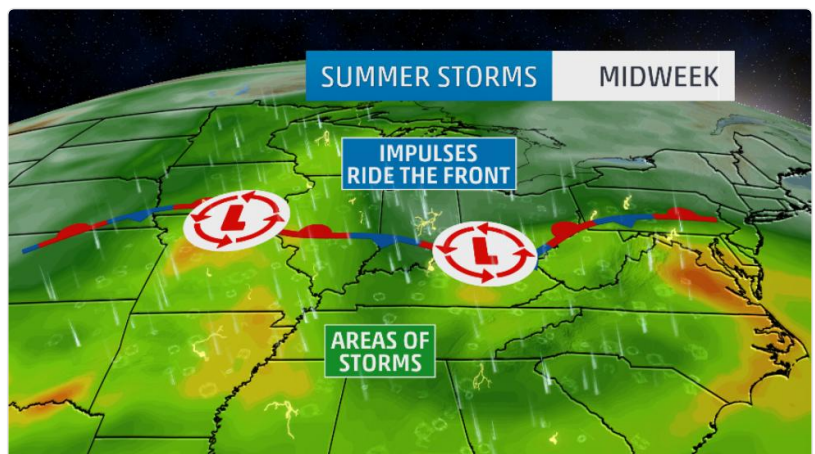 SUMMER STORMS MIDWEEK
IMPULSES
RIDE THE FRONT
L
L
AREAS OF
STORMS